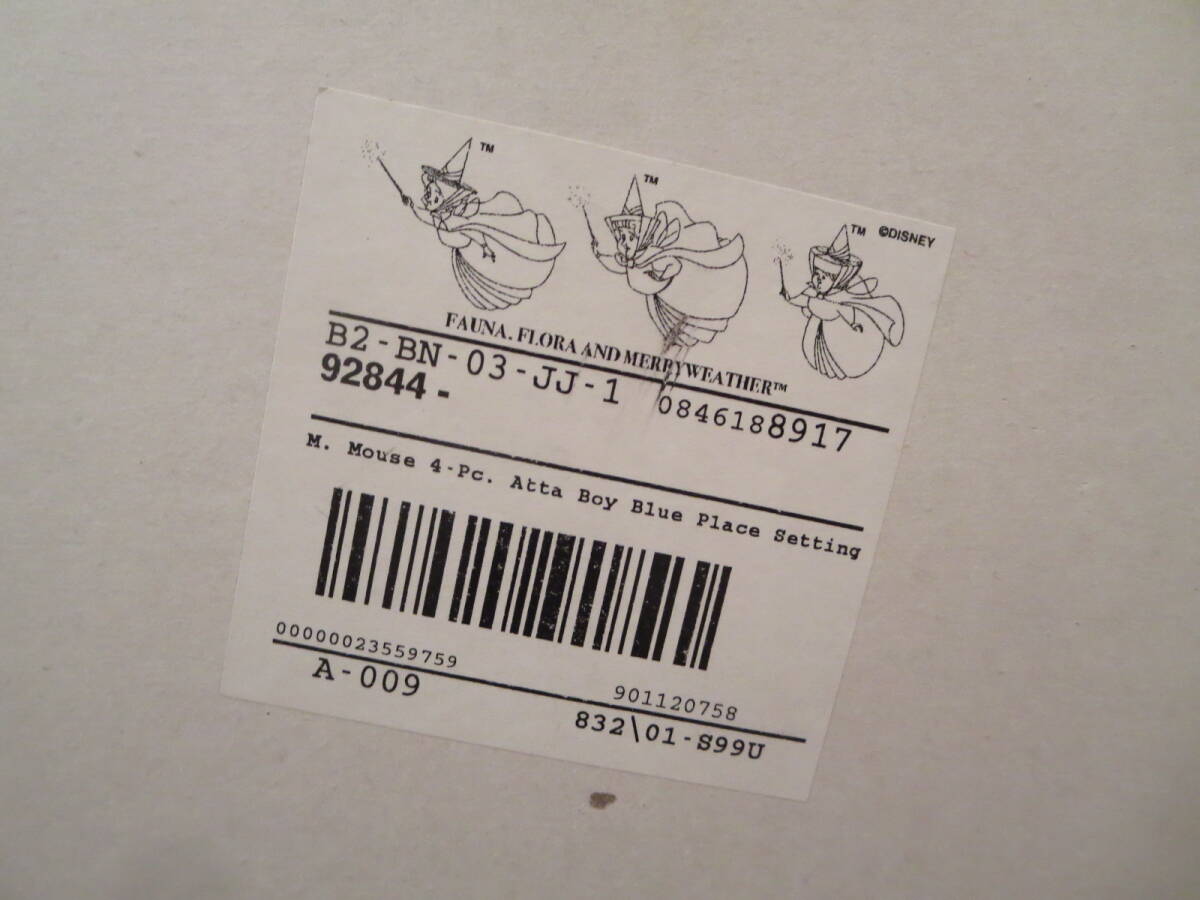 TM
TM
TM ©DISNEY
FAUNA, FLORA AND MERRYWEATHER™
B2-BN-03-JJ-1 0846188917
92844-
M. Mouse 4-Pc. Atta Boy Blue Place Setting
00000023559759 901120758
A-009 832\01-S99U